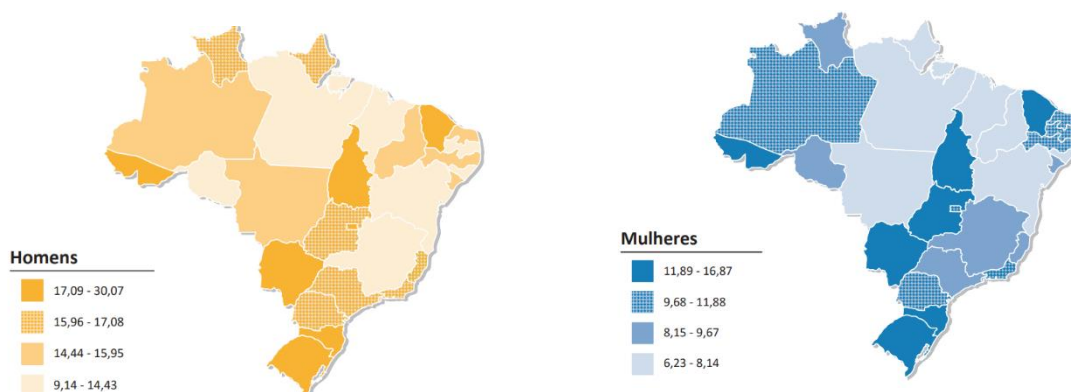 Homens
17,09 - 30,07
15,96 - 17,08
14,44 - 15,95
9,14 - 14,43
Mulheres
11,89 - 16,87
9,68 - 11,88
8,15 - 9,67
6,23 - 8,14